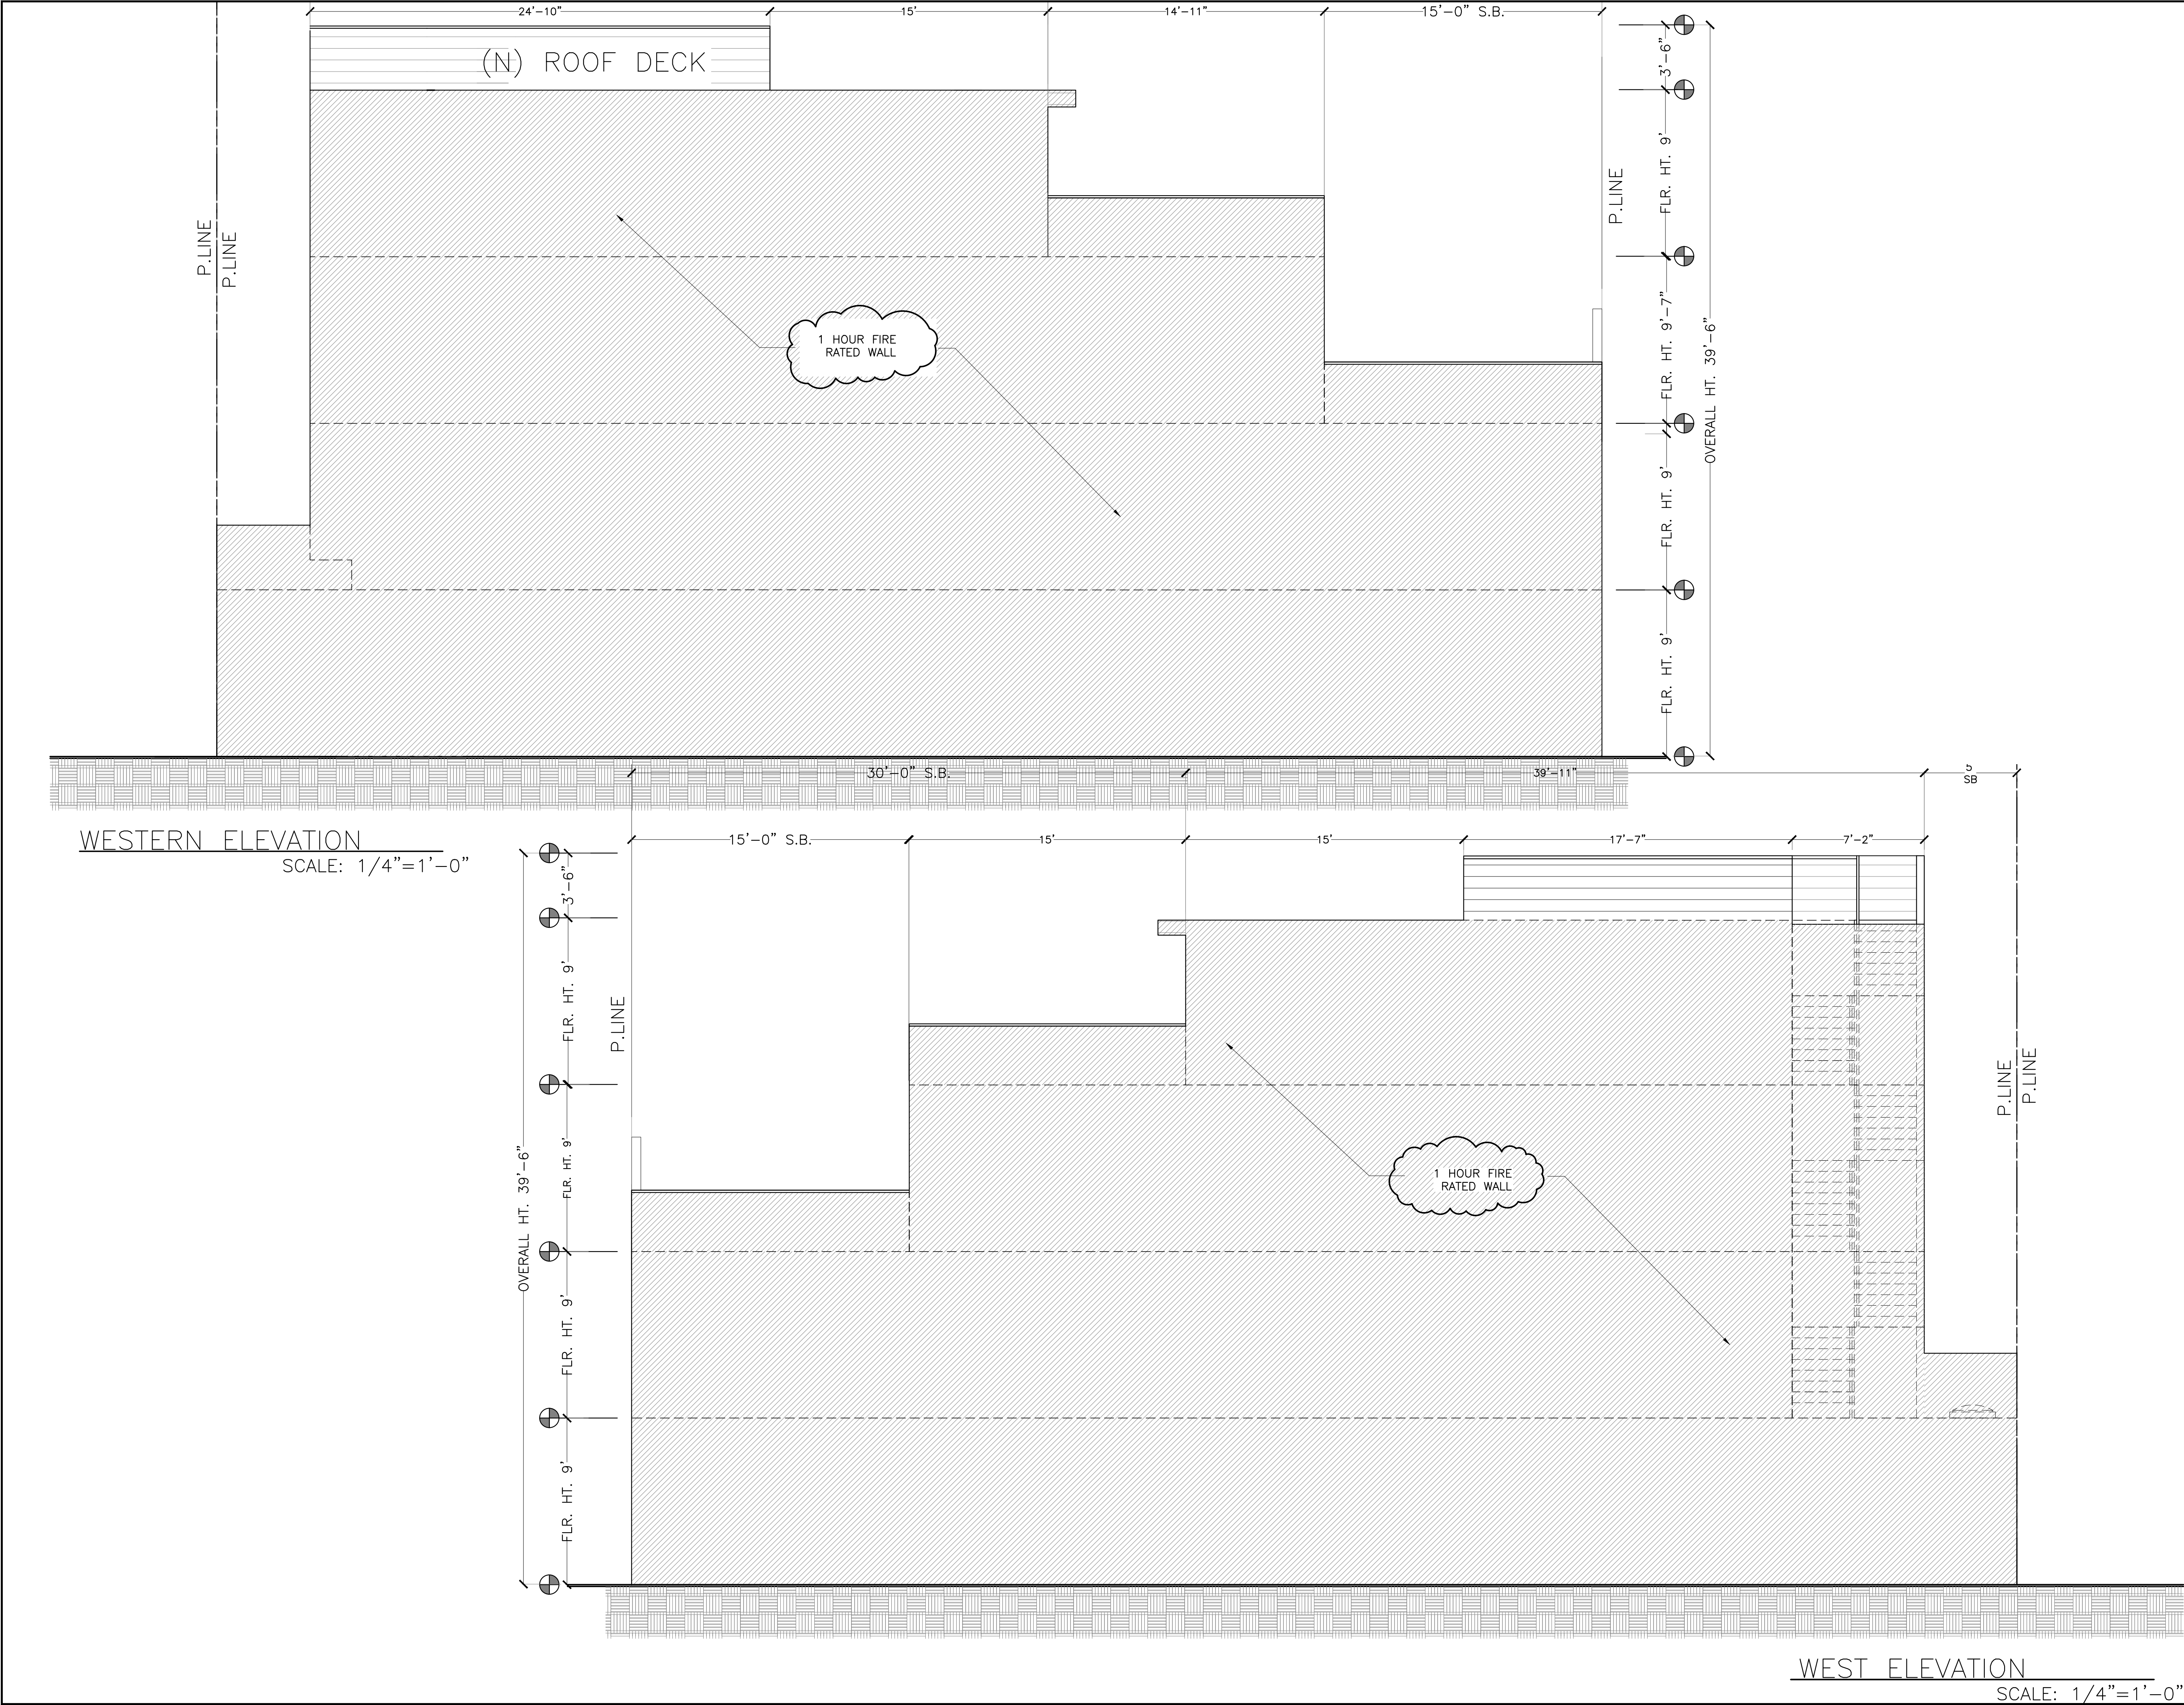 24'-10"
15'
14'-11"
15'-0" S.B.
(N) ROOF DECK
3'-6"
FLR. HT. 9'
FLR. HT. 9'-7"
FLR. HT. 9'
FLR. HT. 9'
OVERALL HT. 39'-6"
P.LINE
P.LINE
P.LINE
1 HOUR FIRE
RATED WALL
WESTERN ELEVATION
SCALE: 1/4"=1'-0"
30'-0" S.B.
39'-11"
5'
SB
15'-0" S.B.
15'
15'
17'-7"
7'-2"
3'-6"
FLR. HT. 9'
FLR. HT. 9'
FLR. HT. 9'
FLR. HT. 9'
OVERALL HT. 39'-6"
P.LINE
P.LINE
P.LINE
1 HOUR FIRE
RATED WALL
WEST ELEVATION
SCALE: 1/4"=1'-0"